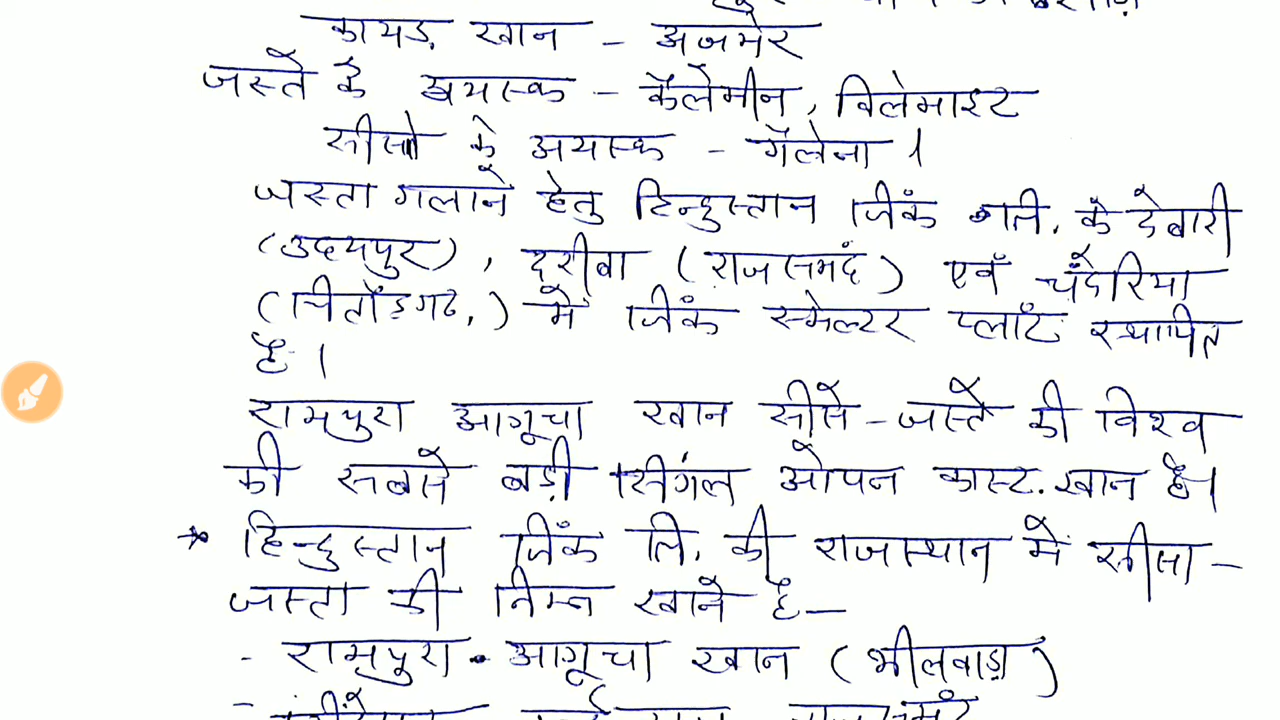 कायड़ खान - अजमेर
जस्ते के अयस्क - कैलेमीन, विलेमाइट
सीसे के अयस्क - गैलेना।
जस्ता गलाने हेतु हिन्दुस्तान जिंक लि. के देबारी
(उदयपुर), दरीबा (राजसमंद) एवं चंदेरिया
(चितौड़गढ़.) में जिंक स्मेल्टर प्लांट स्थापित
है।
रामपुरा आगूचा खान सीसे-जस्ते की विश्व
की सबसे बड़ी सिंगल ओपन कास्ट खान है।
* हिन्दुस्तान जिंक लि. की राजस्थान में सीसा-
जस्ता की निम्न खाने है-
- रामपुरा - आगूचा खान (भीलवाड़ा)